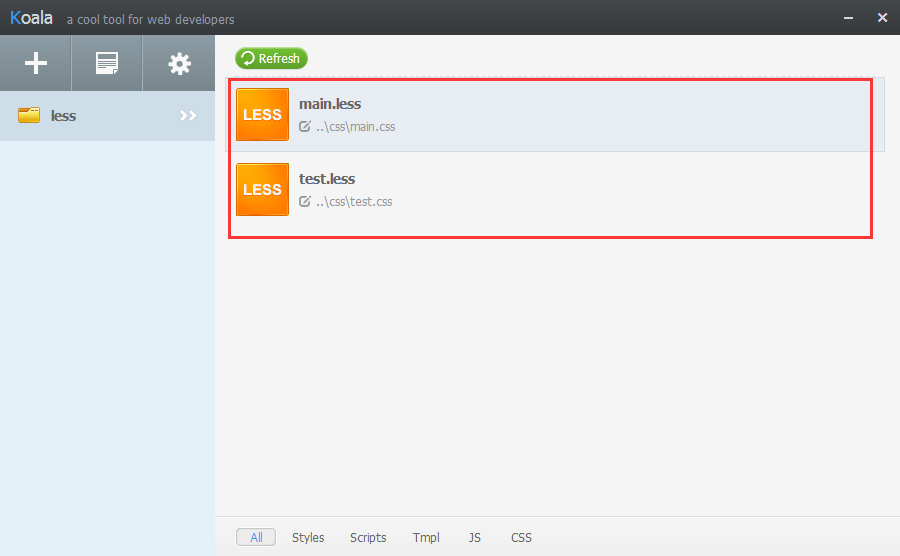 Koala a cool tool for web developers
Refresh
less
LESS
main.less
..\css\main.css
LESS
test.less
..\css\test.css
All Styles Scripts Tmpl JS CSS